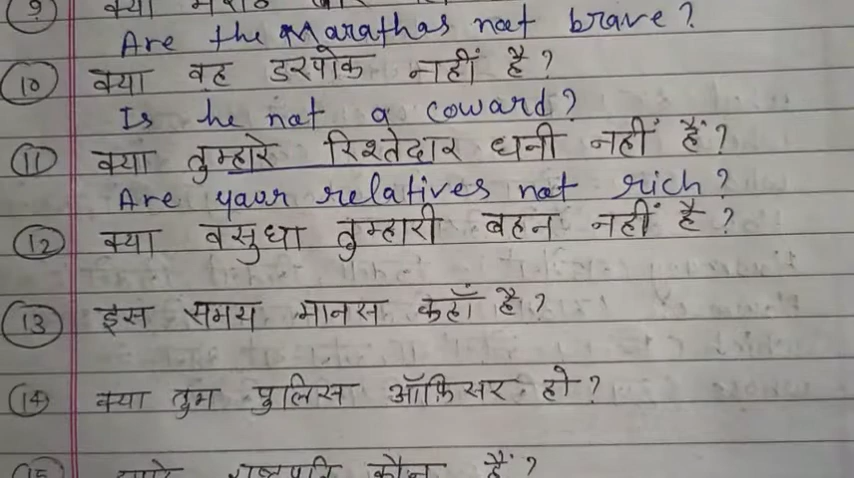 Are the Marathas not brave?
(10) क्या वह डरपोक नहीं है?
Is he not a coward?
(11) क्या तुम्हारे रिश्तेदार धनी नहीं हैं?
Are your relatives not rich?
(12) क्या वसुधा तुम्हारी बहन नहीं है?
(13) इस समय मानस कहाँ है?
(14) क्या तुम पुलिस ऑफ़िसर हो?
कौन हैं?